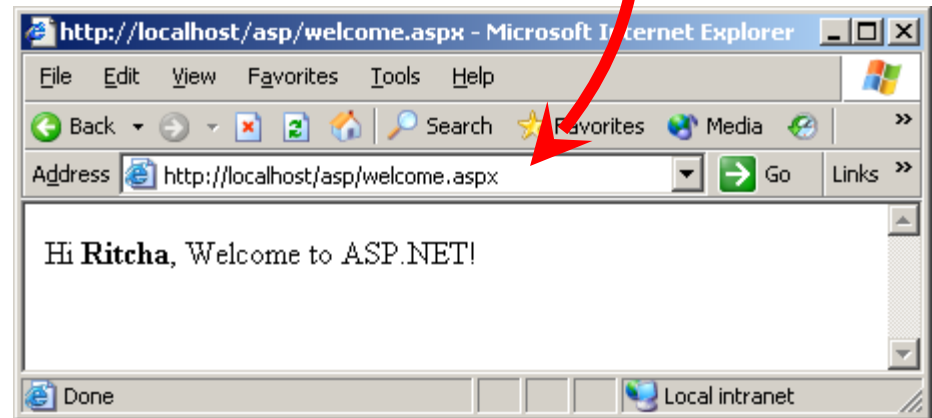 http://localhost/asp/welcome.aspx - Microsoft Internet Explorer
File Edit View Favorites Tools Help
Back Search Favorites Media »
Address http://localhost/asp/welcome.aspx Go Links »
Hi Ritcha, Welcome to ASP.NET!
Done Local intranet